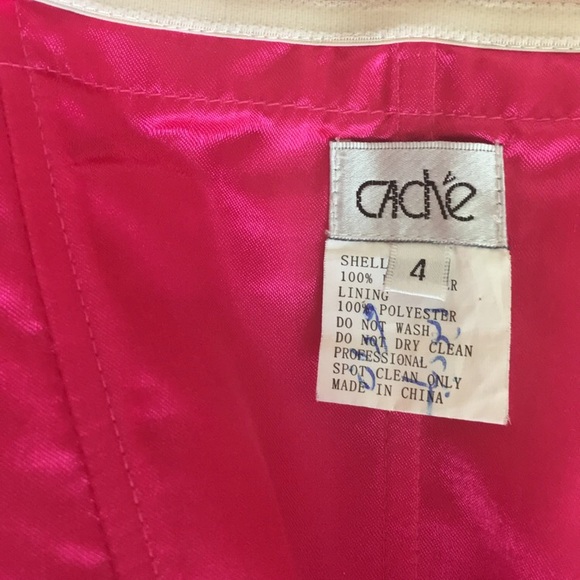 CACHé
4
SHELL
100% R
LINING
100% POLYESTER
DO NOT WASH
DO NOT DRY CLEAN
PROFESSIONAL
SPOT CLEAN ONLY
MADE IN CHINA